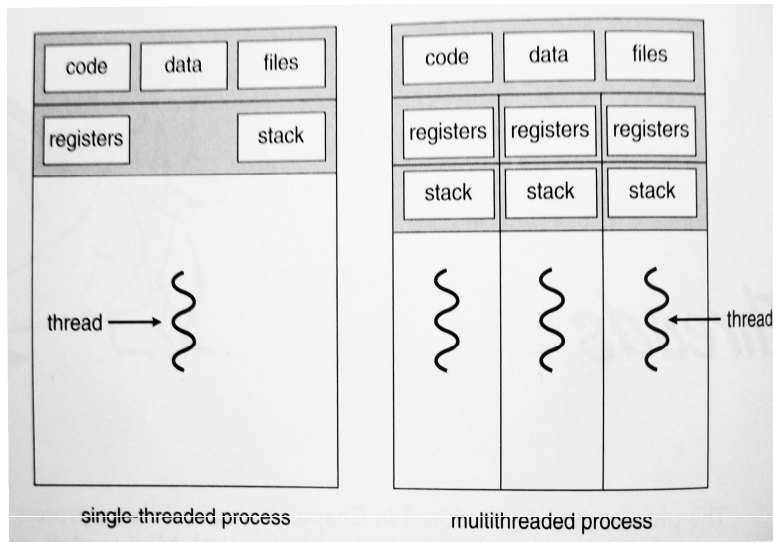 code data files
registers stack
thread
single-threaded process
code data files
registers registers registers
stack stack stack
thread
multithreaded process